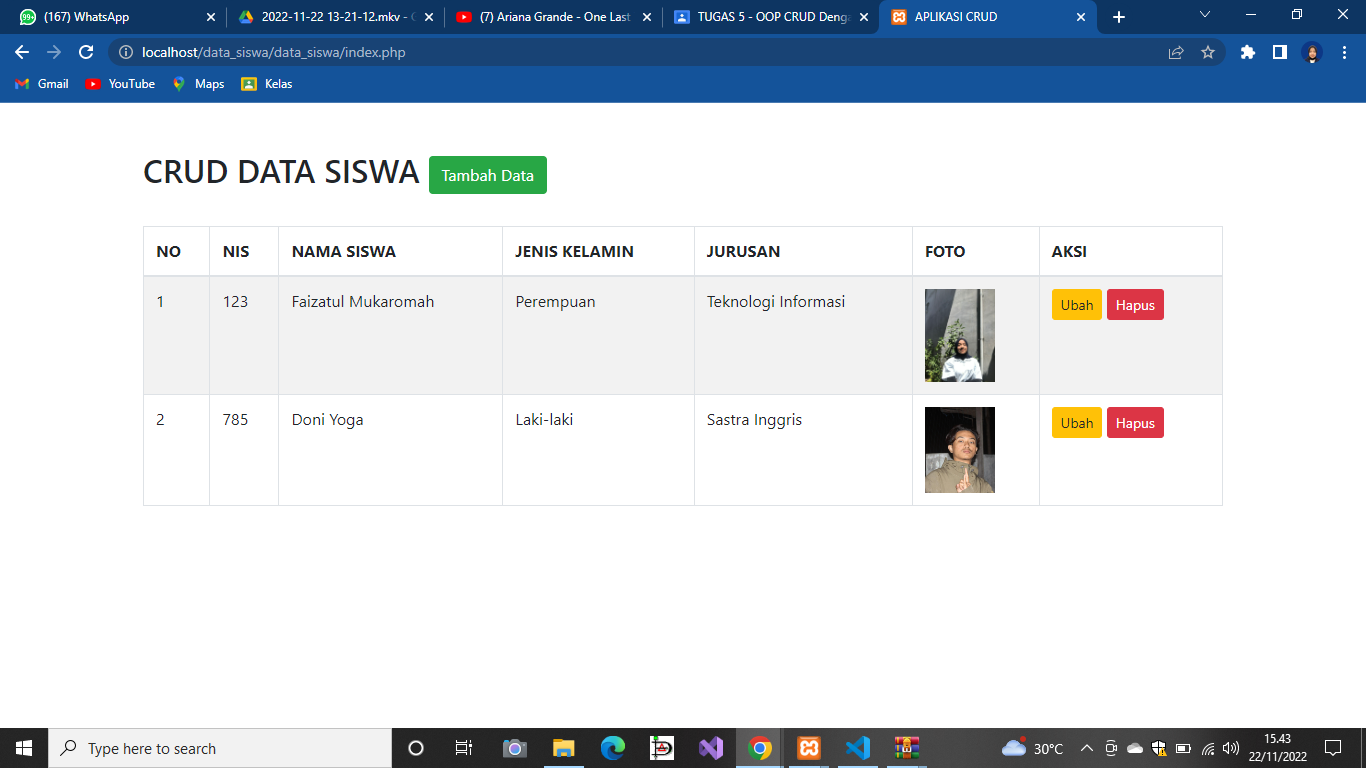 (167) WhatsApp
2022-11-22 13-21-12.mkv -
(7) Ariana Grande - One Last
TUGAS 5 - OOP CRUD Deng
APLIKASI CRUD
localhost/data_siswa/data_siswa/index.php
Gmail YouTube Maps Kelas
CRUD DATA SISWA Tambah Data
NO NIS NAMA SISWA JENIS KELAMIN JURUSAN FOTO AKSI
1 123 Faizatul Mukaromah Perempuan Teknologi Informasi Ubah Hapus
2 785 Doni Yoga Laki-laki Sastra Inggris Ubah Hapus
Type here to search
30°C
15.43
22/11/2022